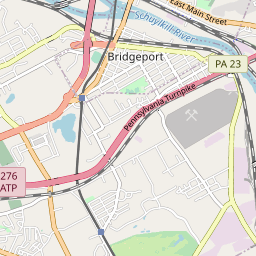 East Main Street
Schuylkill River
Bridgeport
PA 23
Pennsylvania Turnpike
276
ATP